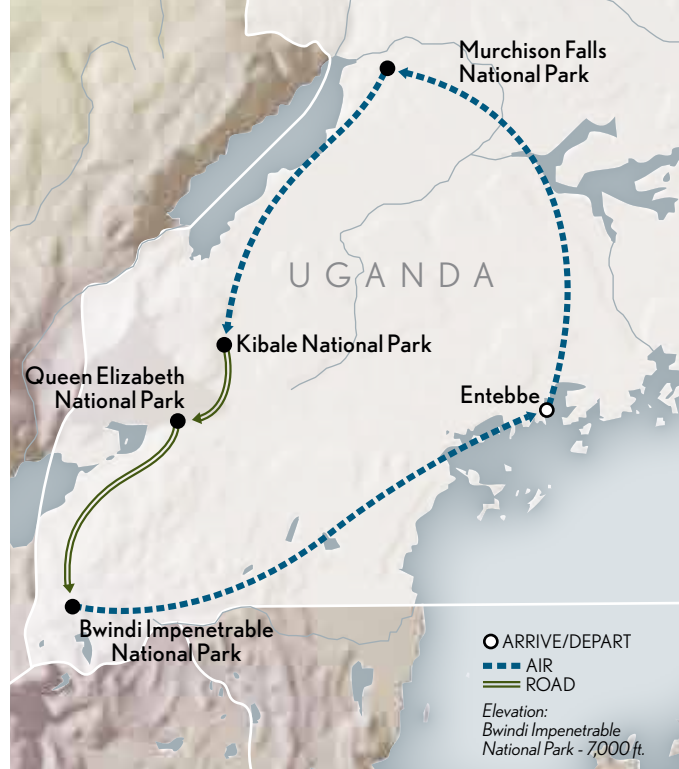 Murchison Falls
National Park
UGANDA
Kibale National Park
Queen Elizabeth
National Park
Entebbe
Bwindi Impenetrable
National Park
ARRIVE/DEPART
AIR
ROAD
Elevation:
Bwindi Impenetrable
National Park - 7,000 ft.